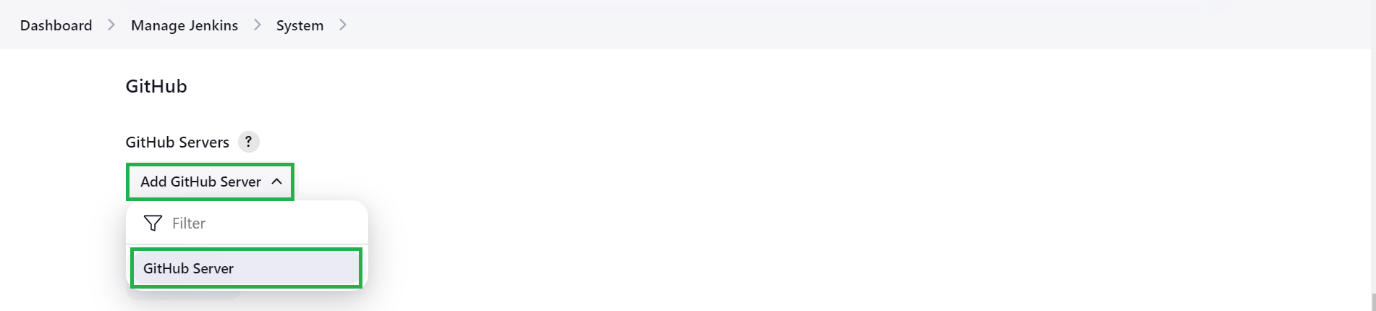 Dashboard > Manage Jenkins > System >
GitHub
GitHub Servers ?
Add GitHub Server
Filter
GitHub Server